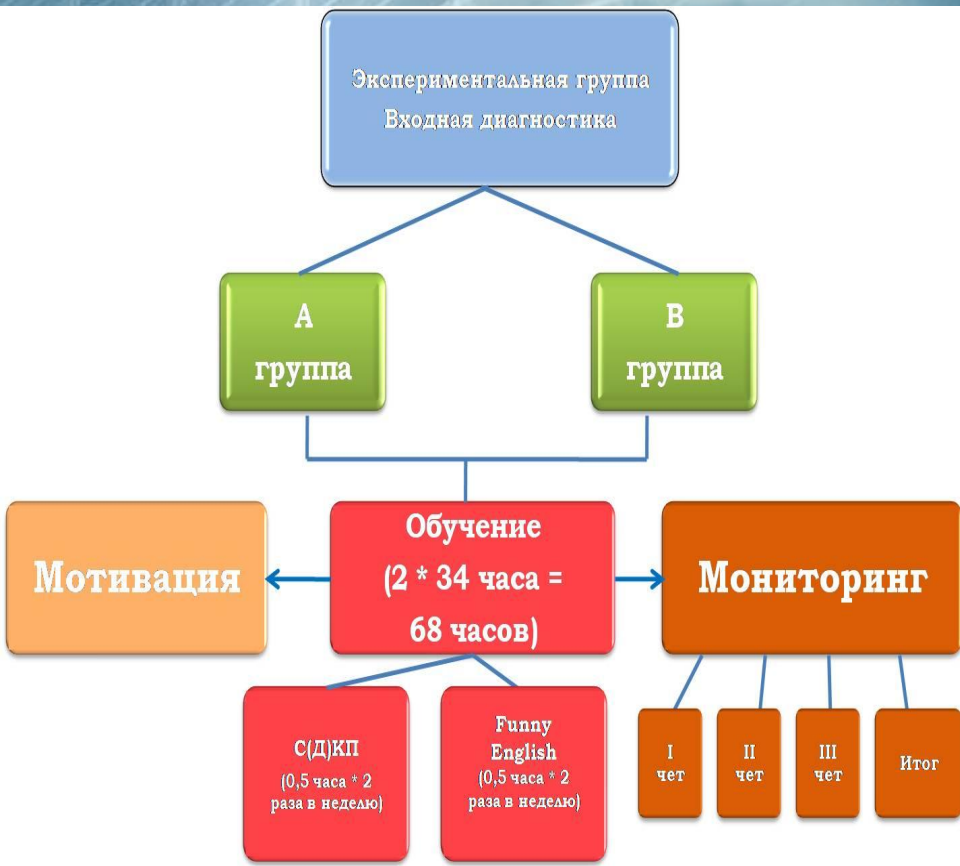 Экспериментальная группа
Входная диагностика
А
группа
В
группа
Мотивация
Обучение
(2 * 34 часа =
68 часов)
Мониторинг
С(Д)КП
(0,5 часа * 2
раза в неделю)
Funny
English
(0,5 часа * 2
раза в неделю)
I
чет
II
чет
III
чет
Итог